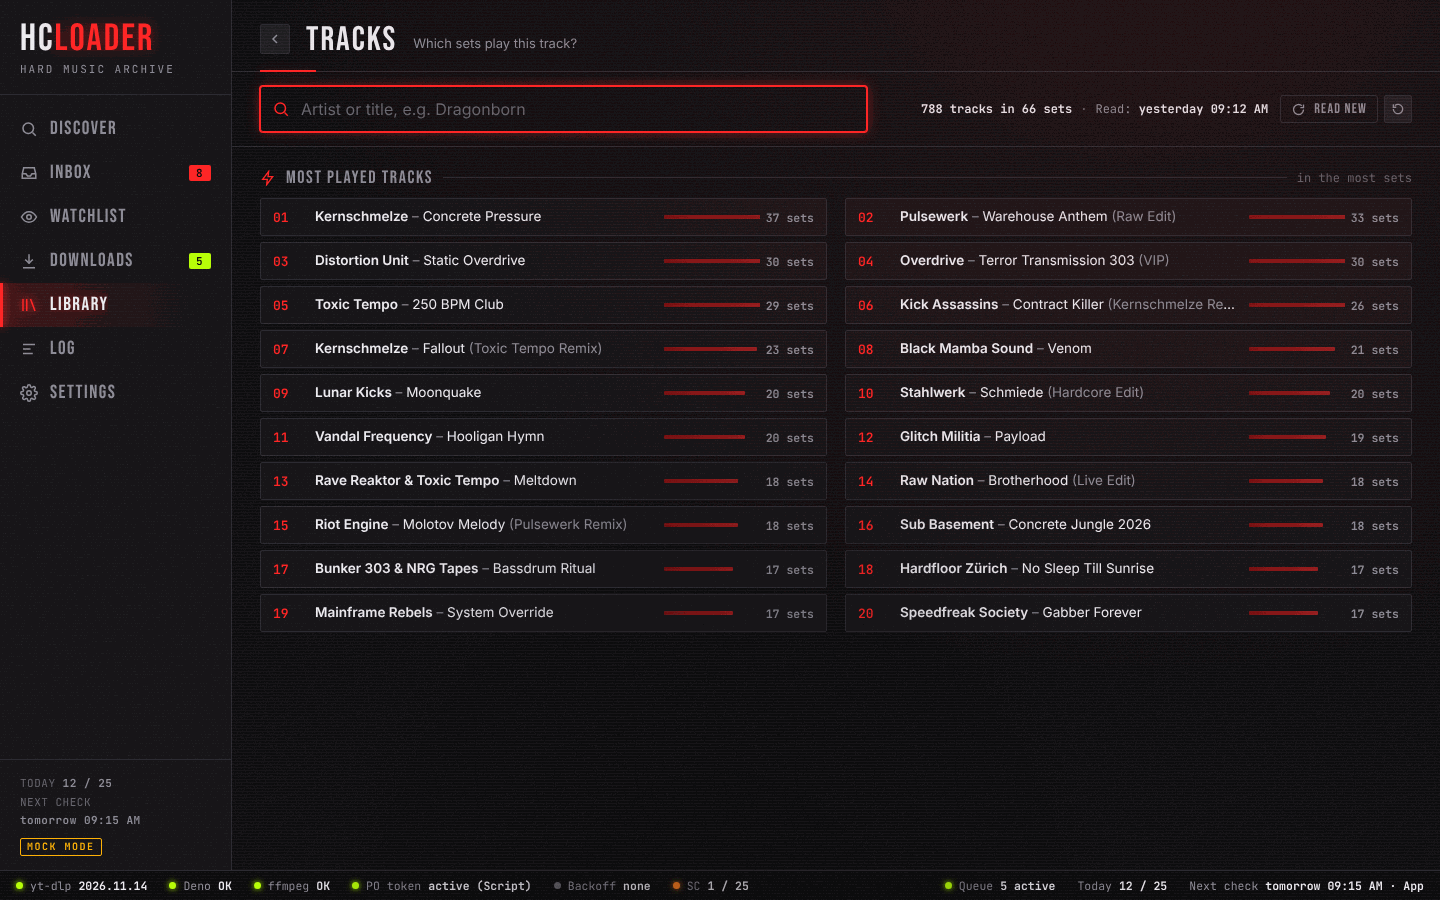 HCLOADER
HARD MUSIC ARCHIVE
DISCOVER
INBOX 8
WATCHLIST
DOWNLOADS 5
LIBRARY
LOG
SETTINGS
TODAY 12 / 25
NEXT CHECK
tomorrow 09:15 AM
MOCK MODE
TRACKS Which sets play this track?
Artist or title, e.g. Dragonborn
788 tracks in 66 sets · Read: yesterday 09:12 AM READ NEW
MOST PLAYED TRACKS in the most sets
01 Kernschmelze – Concrete Pressure 37 sets
02 Pulsewerk – Warehouse Anthem (Raw Edit) 33 sets
03 Distortion Unit – Static Overdrive 30 sets
04 Overdrive – Terror Transmission 303 (VIP) 30 sets
05 Toxic Tempo – 250 BPM Club 29 sets
06 Kick Assassins – Contract Killer (Kernschmelze Re... 26 sets
07 Kernschmelze – Fallout (Toxic Tempo Remix) 23 sets
08 Black Mamba Sound – Venom 21 sets
09 Lunar Kicks – Moonquake 20 sets
10 Stahlwerk – Schmiede (Hardcore Edit) 20 sets
11 Vandal Frequency – Hooligan Hymn 20 sets
12 Glitch Militia – Payload 19 sets
13 Rave Reaktor & Toxic Tempo – Meltdown 18 sets
14 Raw Nation – Brotherhood (Live Edit) 18 sets
15 Riot Engine – Molotov Melody (Pulsewerk Remix) 18 sets
16 Sub Basement – Concrete Jungle 2026 18 sets
17 Bunker 303 & NRG Tapes – Bassdrum Ritual 17 sets
18 Hardfloor Zürich – No Sleep Till Sunrise 17 sets
19 Mainframe Rebels – System Override 17 sets
20 Speedfreak Society – Gabber Forever 17 sets
yt-dlp 2026.11.14 Deno OK ffmpeg OK PO token active (Script) Backoff none SC 1 / 25 Queue 5 active Today 12 / 25 Next check tomorrow 09:15 AM · App